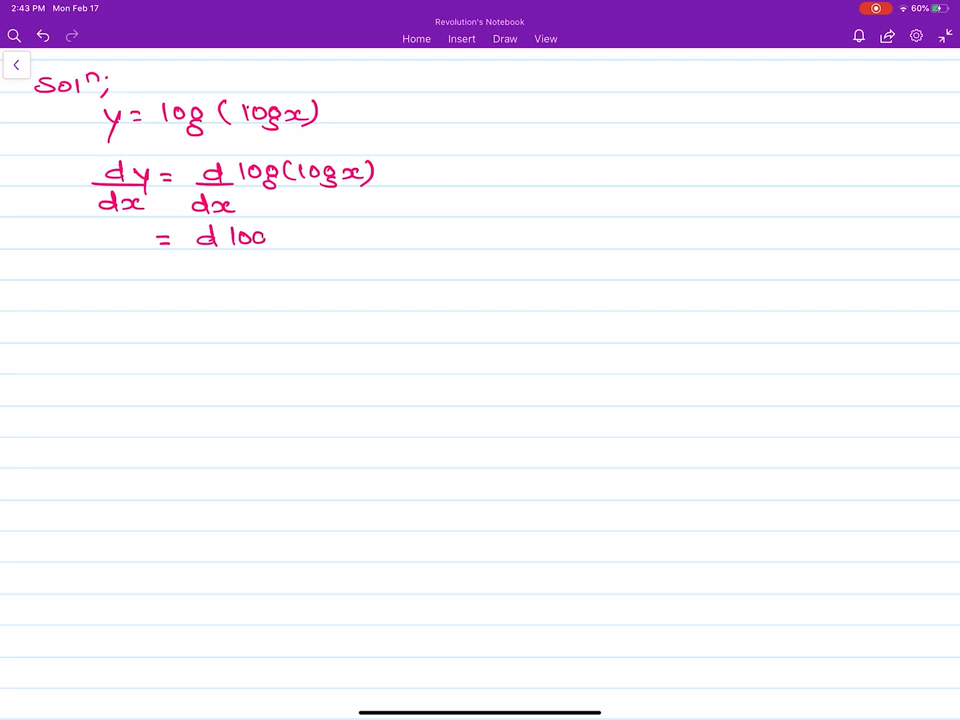 2:43 PM Mon Feb 17
60%
Revolution's Notebook
Home Insert Draw View
Solⁿ;
y = log (logx)
dy/dx = d/dx log(logx)
= d loo